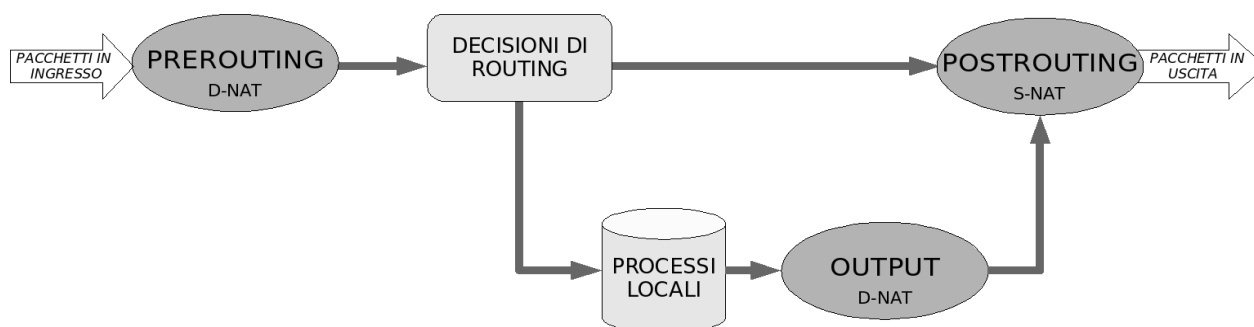 PACCHETTI IN
INGRESSO
PREROUTING
D-NAT
DECISIONI DI
ROUTING
POSTROUTING
S-NAT
PACCHETTI IN
USCITA
PROCESSI
LOCALI
OUTPUT
D-NAT